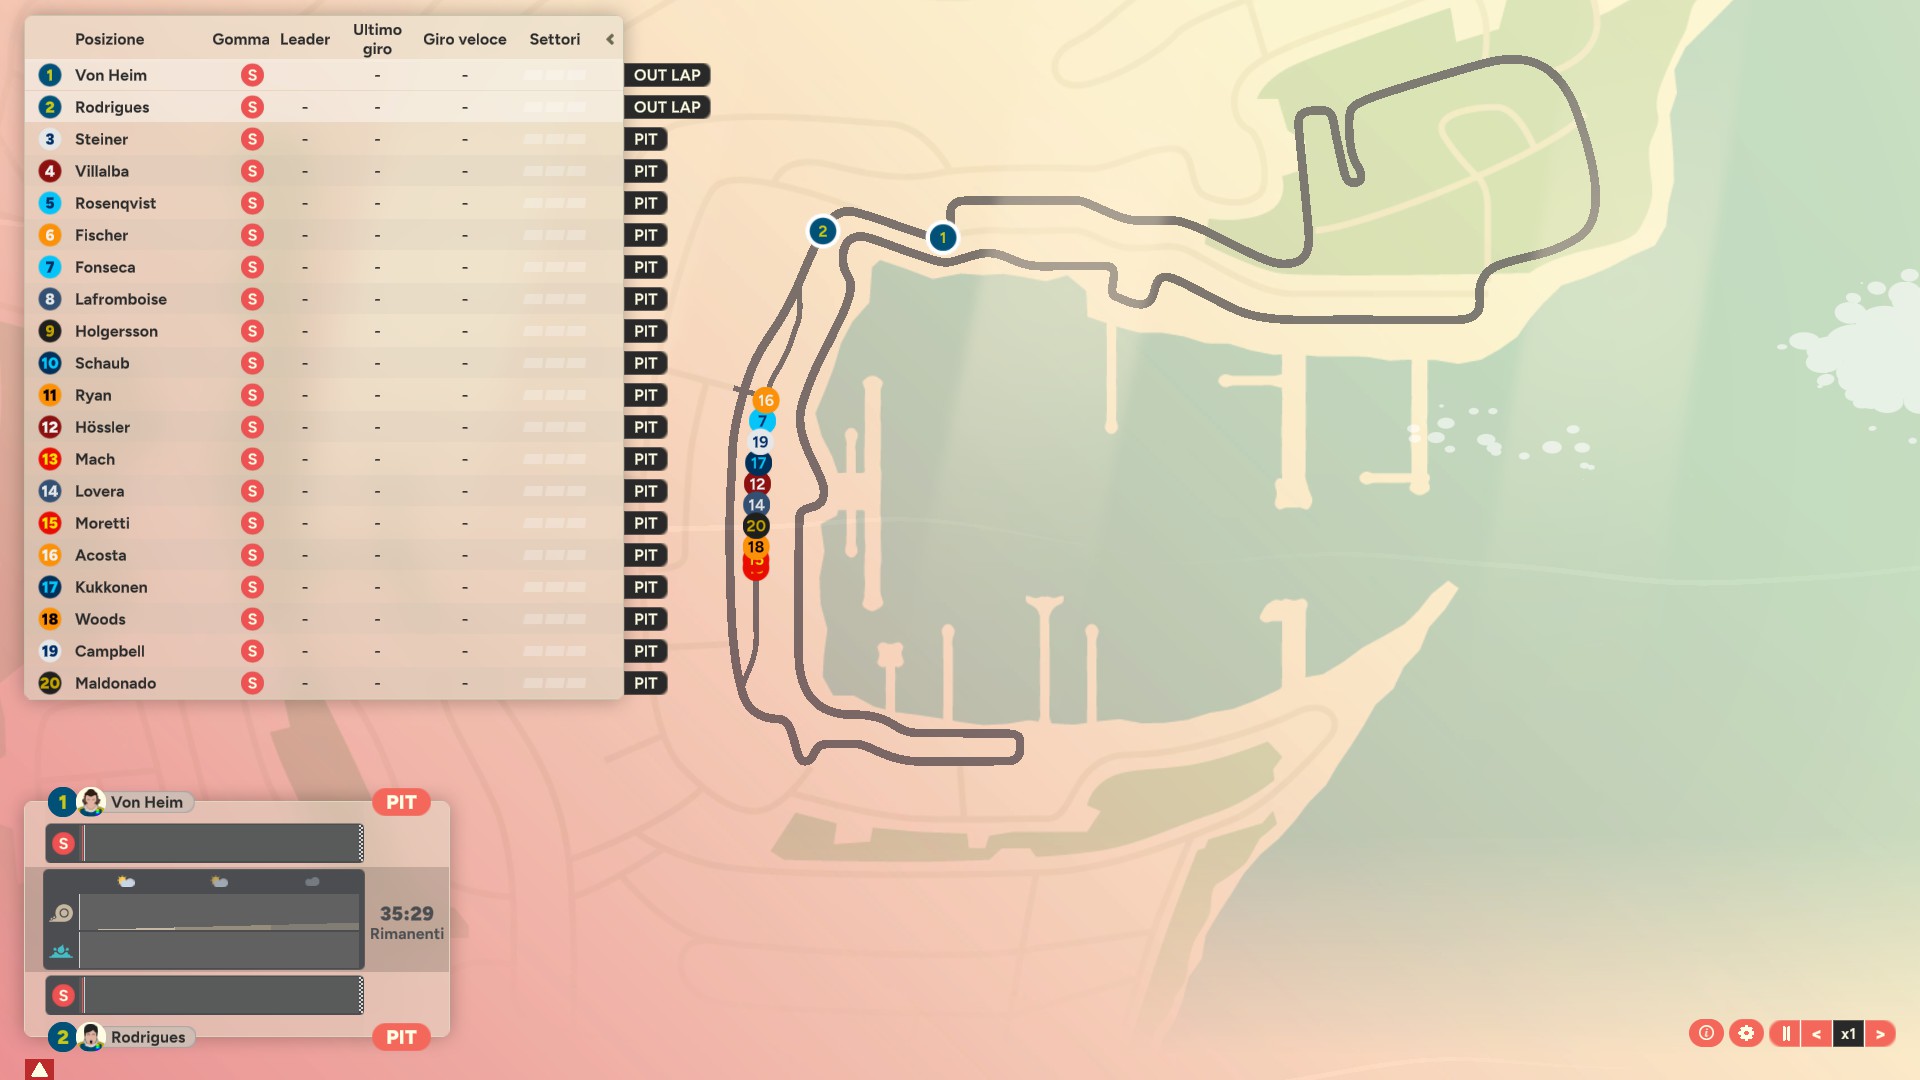 Posizione Gomma Leader Ultimo giro Giro veloce Settori
1 Von Heim S - - OUT LAP
2 Rodrigues S - - - OUT LAP
3 Steiner S - - - PIT
4 Villalba S - - - PIT
5 Rosenqvist S - - - PIT
6 Fischer S - - - PIT
7 Fonseca S - - - PIT
8 Lafromboise S - - - PIT
9 Holgersson S - - - PIT
10 Schaub S - - - PIT
11 Ryan S - - - PIT
12 Hössler S - - - PIT
13 Mach S - - - PIT
14 Lovera S - - - PIT
15 Moretti S - - - PIT
16 Acosta S - - - PIT
17 Kukkonen S - - - PIT
18 Woods S - - - PIT
19 Campbell S - - - PIT
20 Maldonado S - - - PIT
2
1
16
7
19
17
12
14
20
18
15
1 Von Heim PIT
S
35:29
Rimanenti
S
2 Rodrigues PIT
x1